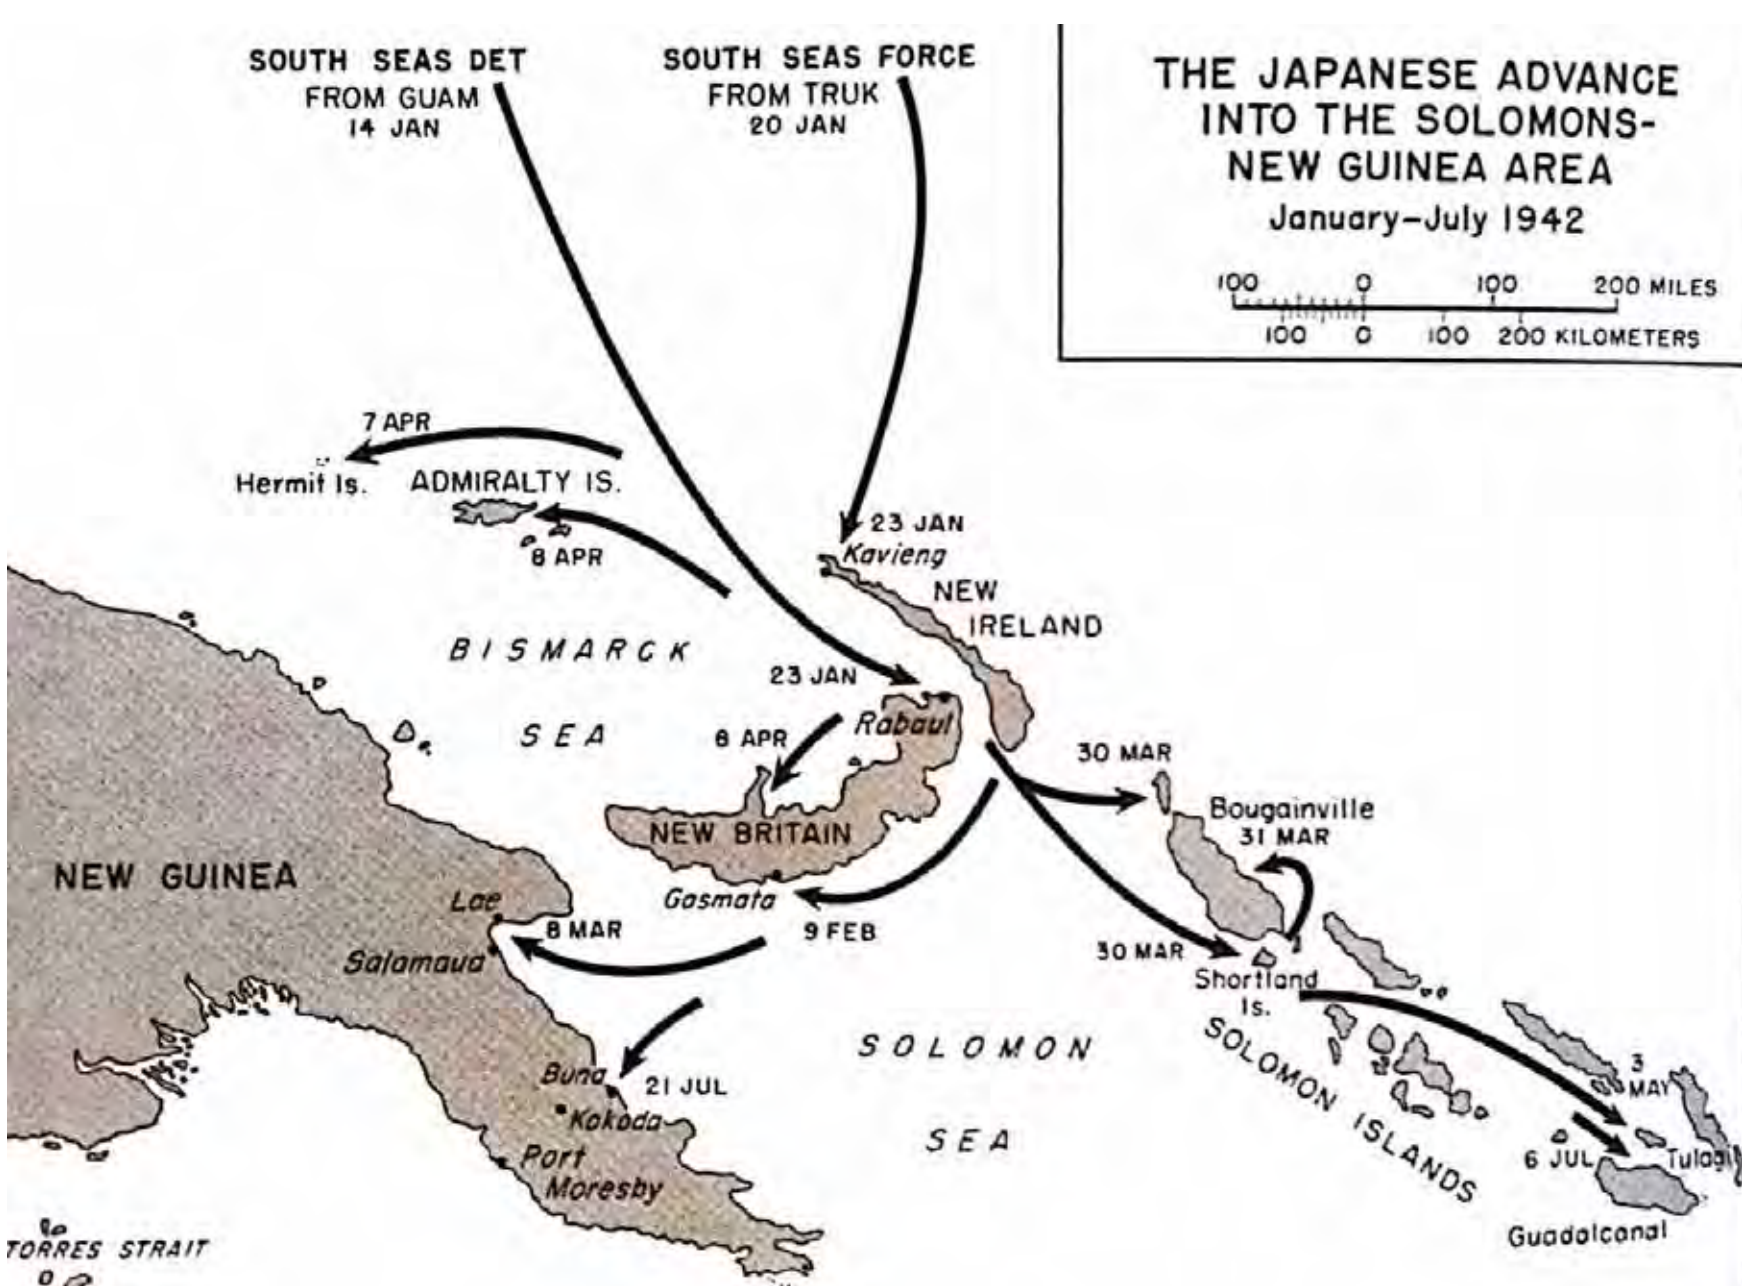 SOUTH SEAS DET
FROM GUAM
14 JAN
SOUTH SEAS FORCE
FROM TRUK
20 JAN
THE JAPANESE ADVANCE
INTO THE SOLOMONS-
NEW GUINEA AREA
January-July 1942
100 0 100 200 MILES
100 0 100 200 KILOMETERS
7 APR
Hermit Is.
ADMIRALTY IS.
8 APR
23 JAN
Kavieng
NEW
IRELAND
BISMARCK
SEA
23 JAN
Rabaul
6 APR
NEW BRITAIN
Gasmata
9 FEB
30 MAR
Bougainville
31 MAR
30 MAR
Shortland
Is.
NEW GUINEA
Lae
8 MAR
Salamaua
Buna
21 JUL
Kokoda
Port
Moresby
SOLOMON
SEA
SOLOMON ISLANDS
3
MAY
6 JUL
Tulagi
Guadalcanal
TORRES STRAIT